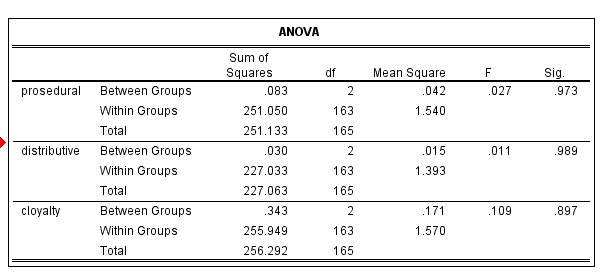 ANOVA
Sum of
Squares df Mean Square F Sig.
prosedural Between Groups .083 2 .042 .027 .973
Within Groups 251.050 163 1.540
Total 251.133 165
distributive Between Groups .030 2 .015 .011 .989
Within Groups 227.033 163 1.393
Total 227.063 165
cloyalty Between Groups .343 2 .171 .109 .897
Within Groups 255.949 163 1.570
Total 256.292 165